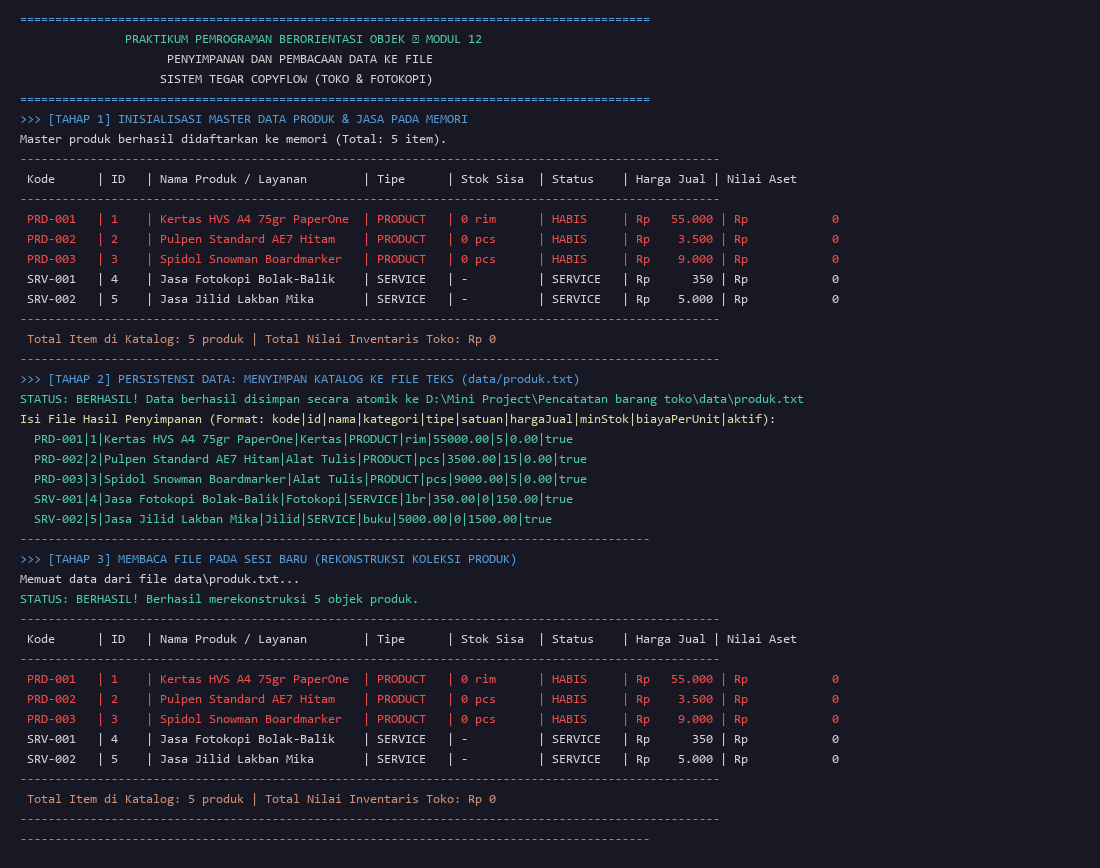 ==========================================================================================
PRAKTIKUM PEMROGRAMAN BERORIENTASI OBJEK □ MODUL 12
PENYIMPANAN DAN PEMBACAAN DATA KE FILE
SISTEM TEGAR COPYFLOW (TOKO & FOTOKOPI)
==========================================================================================
>>> [TAHAP 1] INISIALISASI MASTER DATA PRODUK & JASA PADA MEMORI
Master produk berhasil didaftarkan ke memori (Total: 5 item).
----------------------------------------------------------------------------------------------------
Kode      | ID   | Nama Produk / Layanan        | Tipe      | Stok Sisa  | Status    | Harga Jual | Nilai Aset
----------------------------------------------------------------------------------------------------
PRD-001   | 1    | Kertas HVS A4 75gr PaperOne  | PRODUCT   | 0 rim      | HABIS     | Rp   55.000 | Rp            0
PRD-002   | 2    | Pulpen Standard AE7 Hitam    | PRODUCT   | 0 pcs      | HABIS     | Rp    3.500 | Rp            0
PRD-003   | 3    | Spidol Snowman Boardmarker   | PRODUCT   | 0 pcs      | HABIS     | Rp    9.000 | Rp            0
SRV-001   | 4    | Jasa Fotokopi Bolak-Balik    | SERVICE   | -          | SERVICE   | Rp      350 | Rp            0
SRV-002   | 5    | Jasa Jilid Lakban Mika       | SERVICE   | -          | SERVICE   | Rp    5.000 | Rp            0
----------------------------------------------------------------------------------------------------
Total Item di Katalog: 5 produk | Total Nilai Inventaris Toko: Rp 0
----------------------------------------------------------------------------------------------------
>>> [TAHAP 2] PERSISTENSI DATA: MENYIMPAN KATALOG KE FILE TEKS (data/produk.txt)
STATUS: BERHASIL! Data berhasil disimpan secara atomik ke D:\Mini Project\Pencatatan barang toko\data\produk.txt
Isi File Hasil Penyimpanan (Format: kode|id|nama|kategori|tipe|satuan|hargaJual|minStok|biayaPerUnit|aktif):
PRD-001|1|Kertas HVS A4 75gr PaperOne|Kertas|PRODUCT|rim|55000.00|5|0.00|true
PRD-002|2|Pulpen Standard AE7 Hitam|Alat Tulis|PRODUCT|pcs|3500.00|15|0.00|true
PRD-003|3|Spidol Snowman Boardmarker|Alat Tulis|PRODUCT|pcs|9000.00|5|0.00|true
SRV-001|4|Jasa Fotokopi Bolak-Balik|Fotokopi|SERVICE|lbr|350.00|0|150.00|true
SRV-002|5|Jasa Jilid Lakban Mika|Jilid|SERVICE|buku|5000.00|0|1500.00|true
------------------------------------------------------------------------------------------
>>> [TAHAP 3] MEMBACA FILE PADA SESI BARU (REKONSTRUKSI KOLEKSI PRODUK)
Memuat data dari file data\produk.txt...
STATUS: BERHASIL! Berhasil merekonstruksi 5 objek produk.
----------------------------------------------------------------------------------------------------
Kode      | ID   | Nama Produk / Layanan        | Tipe      | Stok Sisa  | Status    | Harga Jual | Nilai Aset
----------------------------------------------------------------------------------------------------
PRD-001   | 1    | Kertas HVS A4 75gr PaperOne  | PRODUCT   | 0 rim      | HABIS     | Rp   55.000 | Rp            0
PRD-002   | 2    | Pulpen Standard AE7 Hitam    | PRODUCT   | 0 pcs      | HABIS     | Rp    3.500 | Rp            0
PRD-003   | 3    | Spidol Snowman Boardmarker   | PRODUCT   | 0 pcs      | HABIS     | Rp    9.000 | Rp            0
SRV-001   | 4    | Jasa Fotokopi Bolak-Balik    | SERVICE   | -          | SERVICE   | Rp      350 | Rp            0
SRV-002   | 5    | Jasa Jilid Lakban Mika       | SERVICE   | -          | SERVICE   | Rp    5.000 | Rp            0
----------------------------------------------------------------------------------------------------
Total Item di Katalog: 5 produk | Total Nilai Inventaris Toko: Rp 0
----------------------------------------------------------------------------------------------------
------------------------------------------------------------------------------------------